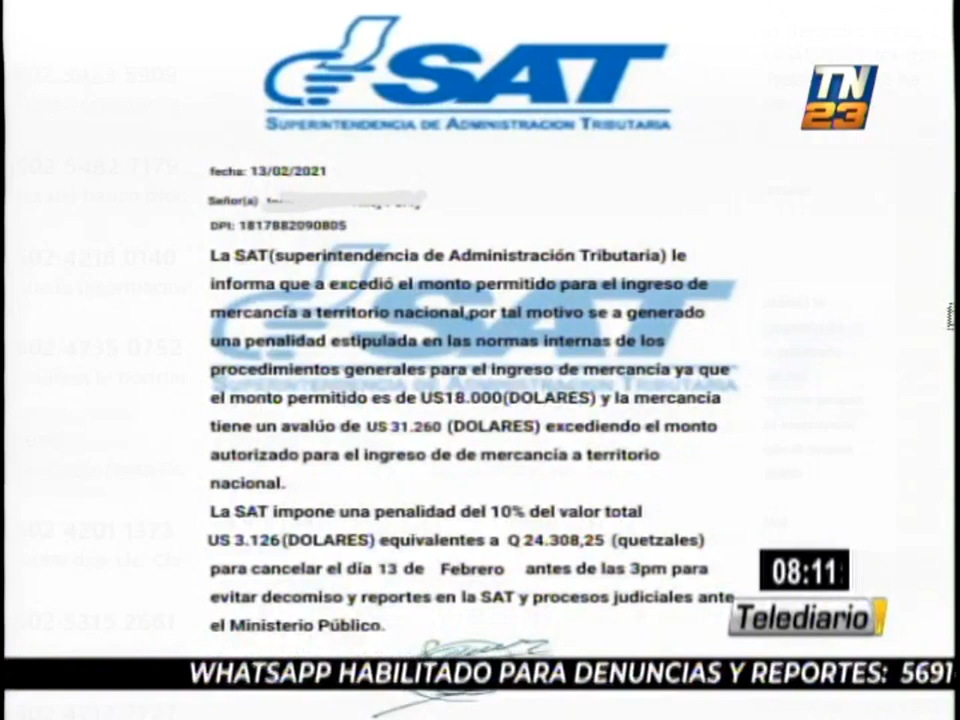 SAT
SUPERINTENDENCIA DE ADMINISTRACION TRIBUTARIA
TN
23
fecha: 13/02/2021
Señor(a)
DPI: 1817882090805
La SAT(superintendencia de Administración Tributaria) le
informa que a excedió el monto permitido para el ingreso de
mercancía a territorio nacional,por tal motivo se a generado
una penalidad estipulada en las normas internas de los
procedimientos generales para el ingreso de mercancía ya que
el monto permitido es de US18.000(DOLARES) y la mercancía
tiene un avalúo de US 31.260 (DOLARES) excediendo el monto
autorizado para el ingreso de de mercancía a territorio
nacional.
La SAT impone una penalidad del 10% del valor total
US 3.126(DOLARES) equivalentes a Q 24.308,25 (quetzales)
para cancelar el día 13 de Febrero antes de las 3pm para
evitar decomiso y reportes en la SAT y procesos judiciales ante
el Ministerio Público.
08:11
Telediario
WHATSAPP HABILITADO PARA DENUNCIAS Y REPORTES: 5691